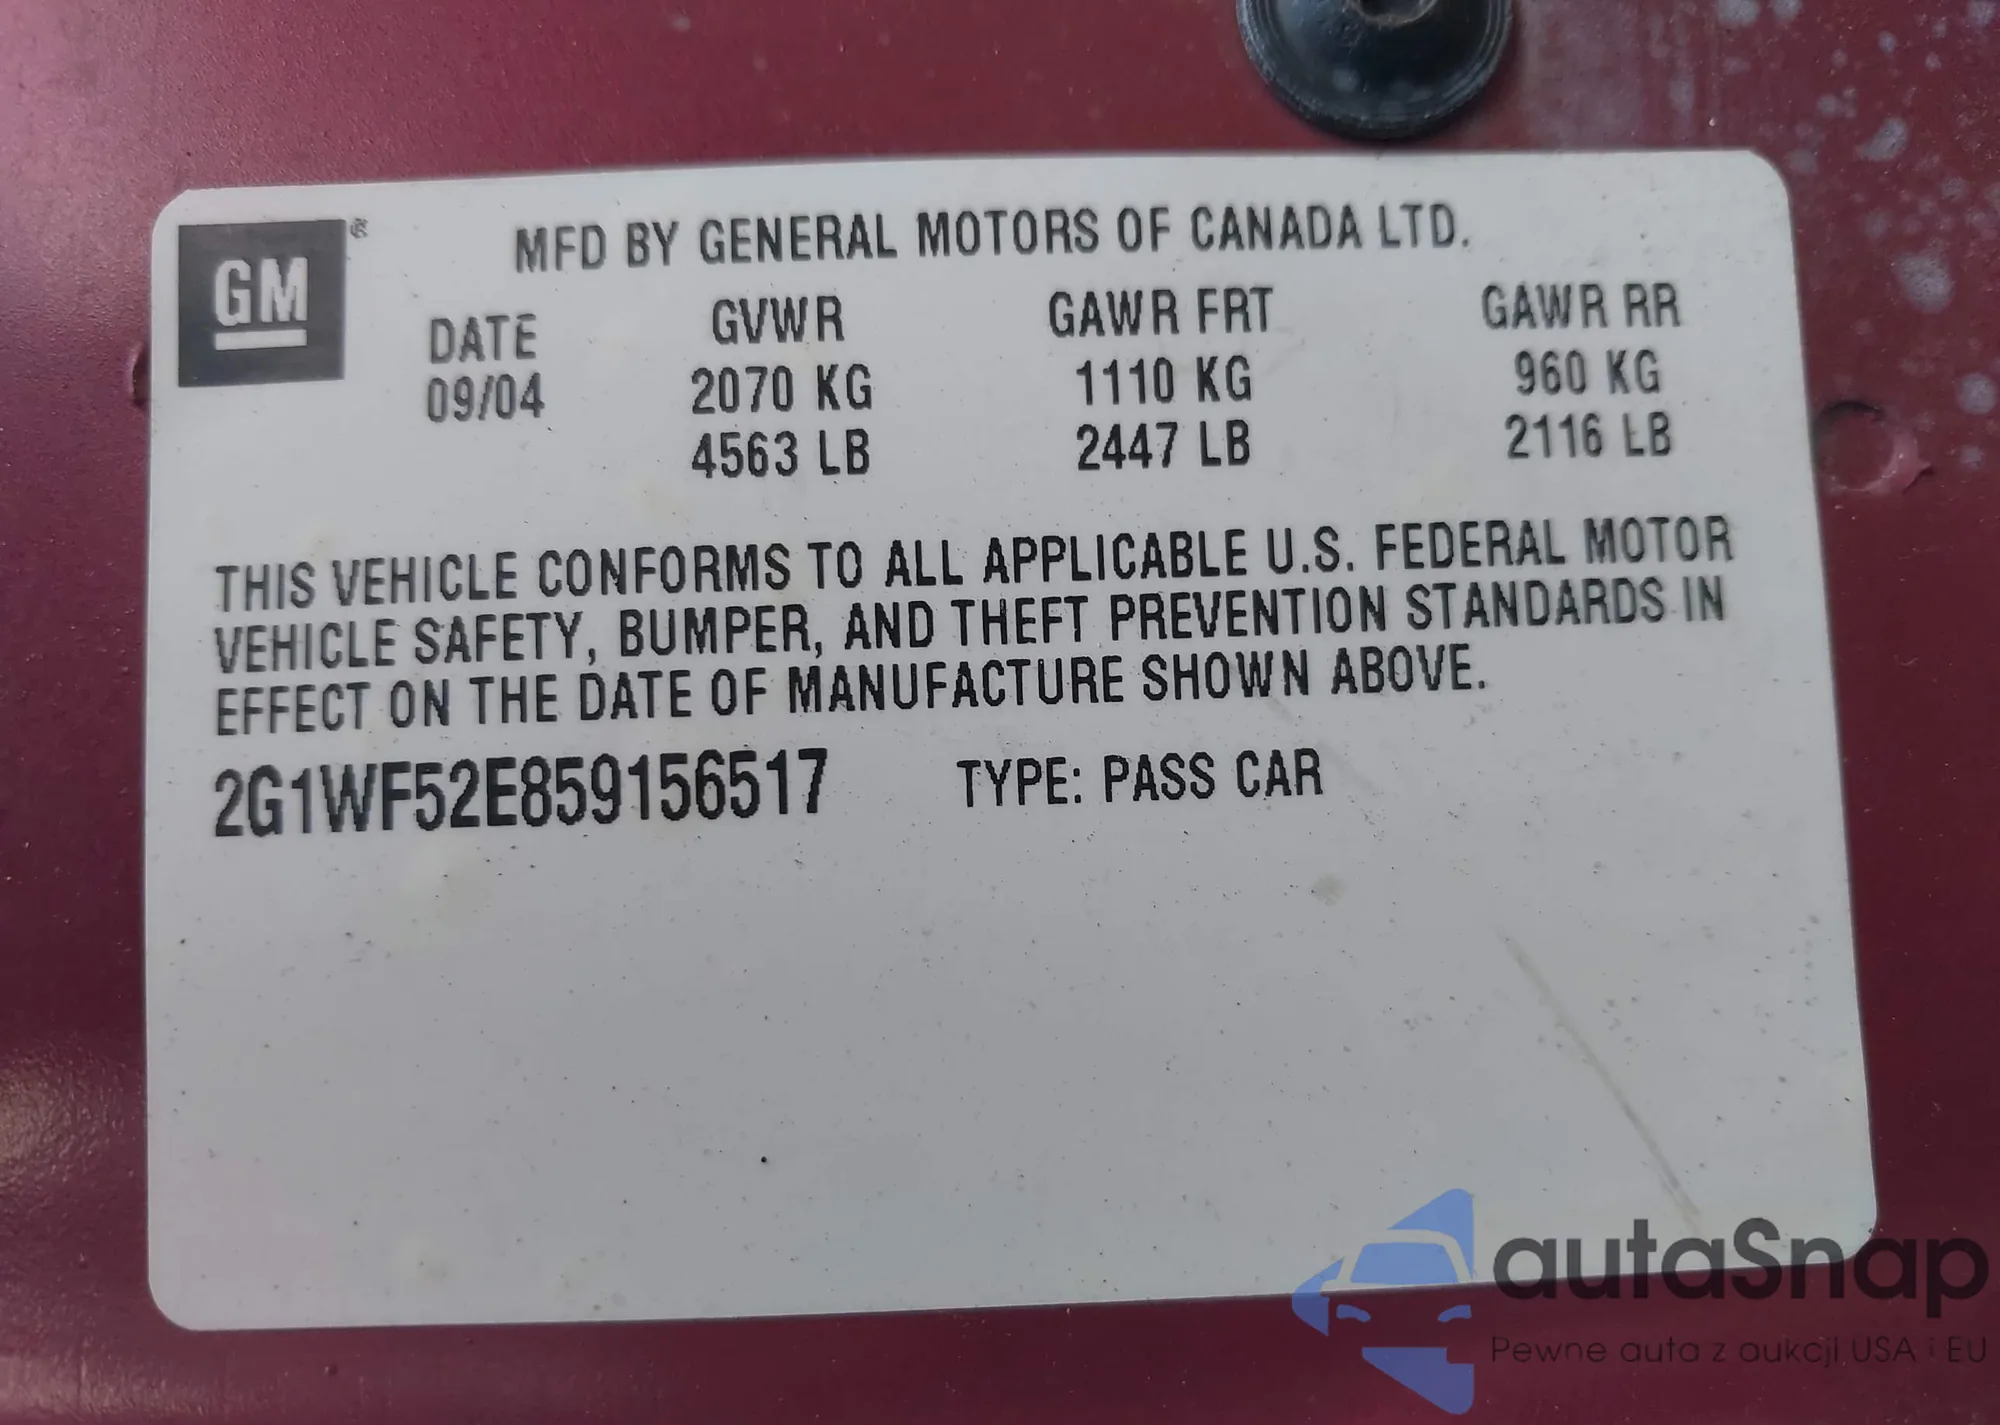 GM
MFD BY GENERAL MOTORS OF CANADA LTD.
DATE GVWR GAWR FRT GAWR RR
09/04 2070 KG 1110 KG 960 KG
4563 LB 2447 LB 2116 LB
THIS VEHICLE CONFORMS TO ALL APPLICABLE U.S. FEDERAL MOTOR
VEHICLE SAFETY, BUMPER, AND THEFT PREVENTION STANDARDS IN
EFFECT ON THE DATE OF MANUFACTURE SHOWN ABOVE.
2G1WF52E859156517 TYPE: PASS CAR
autaSnap
Pewne auta z aukcji USA i EU